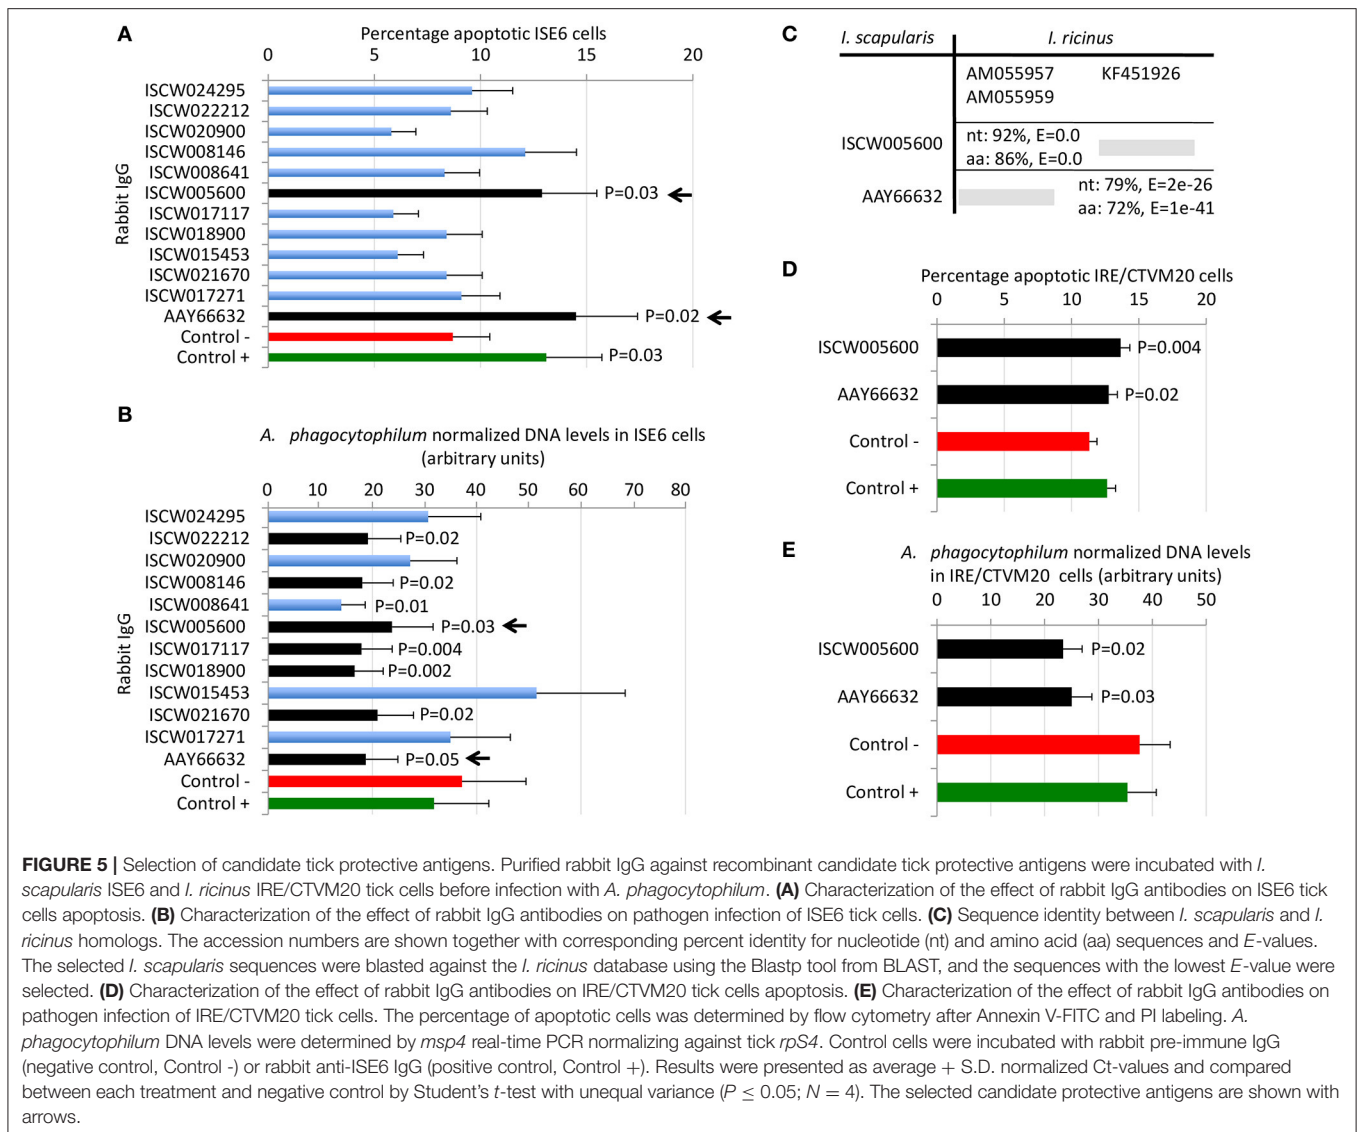 A
Percentage apoptotic ISE6 cells
0 5 10 15 20
Rabbit IgG
ISCW024295
ISCW022212
ISCW020900
ISCW008146
ISCW008641
ISCW005600 P=0.03
ISCW017117
ISCW018900
ISCW015453
ISCW021670
ISCW017271
AAY66632 P=0.02
Control -
Control + P=0.03
B
A. phagocytophilum normalized DNA levels in ISE6 cells
(arbitrary units)
0 10 20 30 40 50 60 70 80
Rabbit IgG
ISCW024295
ISCW022212 P=0.02
ISCW020900
ISCW008146 P=0.02
ISCW008641 P=0.01
ISCW005600 P=0.03
ISCW017117 P=0.004
ISCW018900 P=0.002
ISCW015453
ISCW021670 P=0.02
ISCW017271
AAY66632 P=0.05
Control -
Control +
C
I. scapularis I. ricinus
AM055957 KF451926
AM055959
ISCW005600 nt: 92%, E=0.0
aa: 86%, E=0.0
AAY66632 nt: 79%, E=2e-26
aa: 72%, E=1e-41
D
Percentage apoptotic IRE/CTVM20 cells
0 5 10 15 20
ISCW005600 P=0.004
AAY66632 P=0.02
Control -
Control +
E
A. phagocytophilum normalized DNA levels
in IRE/CTVM20 cells (arbitrary units)
0 10 20 30 40 50
ISCW005600 P=0.02
AAY66632 P=0.03
Control -
Control +
FIGURE 5 | Selection of candidate tick protective antigens. Purified rabbit IgG against recombinant candidate tick protective antigens were incubated with I.
scapularis ISE6 and I. ricinus IRE/CTVM20 tick cells before infection with A. phagocytophilum. (A) Characterization of the effect of rabbit IgG antibodies on ISE6 tick
cells apoptosis. (B) Characterization of the effect of rabbit IgG antibodies on pathogen infection of ISE6 tick cells. (C) Sequence identity between I. scapularis and I.
ricinus homologs. The accession numbers are shown together with corresponding percent identity for nucleotide (nt) and amino acid (aa) sequences and E-values.
The selected I. scapularis sequences were blasted against the I. ricinus database using the Blastp tool from BLAST, and the sequences with the lowest E-value were
selected. (D) Characterization of the effect of rabbit IgG antibodies on IRE/CTVM20 tick cells apoptosis. (E) Characterization of the effect of rabbit IgG antibodies on
pathogen infection of IRE/CTVM20 tick cells. The percentage of apoptotic cells was determined by flow cytometry after Annexin V-FITC and PI labeling. A.
phagocytophilum DNA levels were determined by msp4 real-time PCR normalizing against tick rpS4. Control cells were incubated with rabbit pre-immune IgG
(negative control, Control -) or rabbit anti-ISE6 IgG (positive control, Control +). Results were presented as average + S.D. normalized Ct-values and compared
between each treatment and negative control by Student's t-test with unequal variance (P ≤ 0.05; N = 4). The selected candidate protective antigens are shown with
arrows.